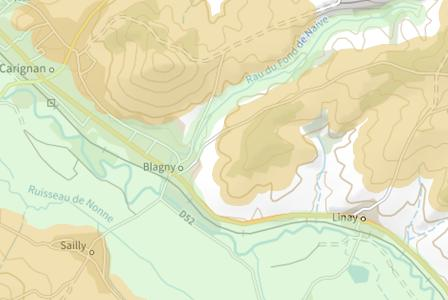 Rau du Fond de Naive
Carignan
Blagny
Ruisseau de Nonne
D52
Linay
Sailly